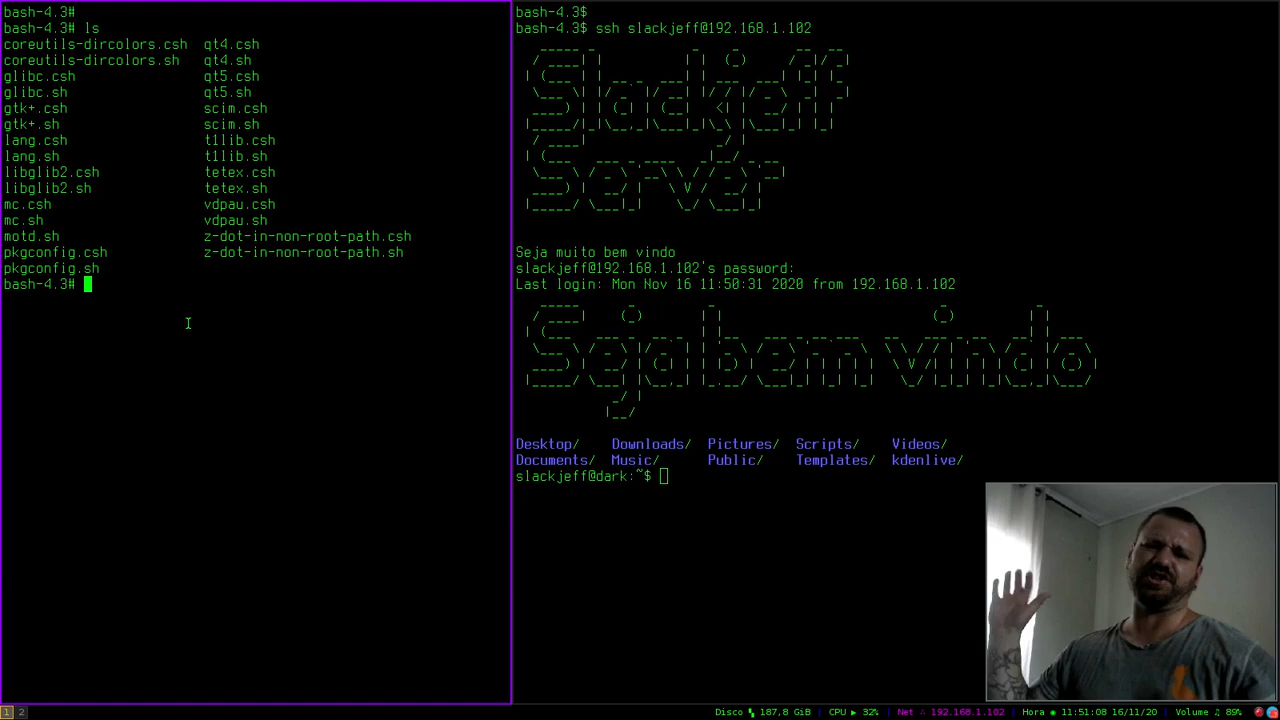 bash-4.3#
bash-4.3# ls
coreutils-dircolors.csh  qt4.csh
coreutils-dircolors.sh   qt4.sh
glibc.csh                qt5.csh
glibc.sh                 qt5.sh
gtk+.csh                 scim.csh
gtk+.sh                  scim.sh
lang.csh                 t1lib.csh
lang.sh                  t1lib.sh
libglib2.csh             tetex.csh
libglib2.sh              tetex.sh
mc.csh                   vdpau.csh
mc.sh                    vdpau.sh
motd.sh                  z-dot-in-non-root-path.csh
pkgconfig.csh            z-dot-in-non-root-path.sh
pkgconfig.sh
bash-4.3#
bash-4.3$
bash-4.3$ ssh slackjeff@192.168.1.102
Slackjeff
Server
Seja muito bem vindo
slackjeff@192.168.1.102's password:
Last login: Mon Nov 16 11:50:31 2020 from 192.168.1.102
Seja bem vindo
Desktop/    Downloads/  Pictures/  Scripts/    Videos/
Documents/  Music/      Public/    Templates/  kdenlive/
slackjeff@dark:~$
1 2 Disco 187,8 GiB | CPU ▶ 32% | Net ∴ 192.168.1.102 | Hora ◉ 11:51:08 16/11/20 | Volume ♫ 89%